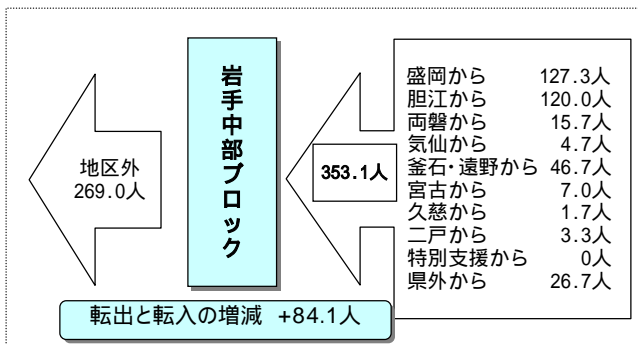 地区外
269.0人
岩手中部ブロック
353.1人
盛岡から 127.3人
胆江から 120.0人
両磐から 15.7人
気仙から 4.7人
釜石・遠野から 46.7人
宮古から 7.0人
久慈から 1.7人
二戸から 3.3人
特別支援から 0人
県外から 26.7人
転出と転入の増減 +84.1人